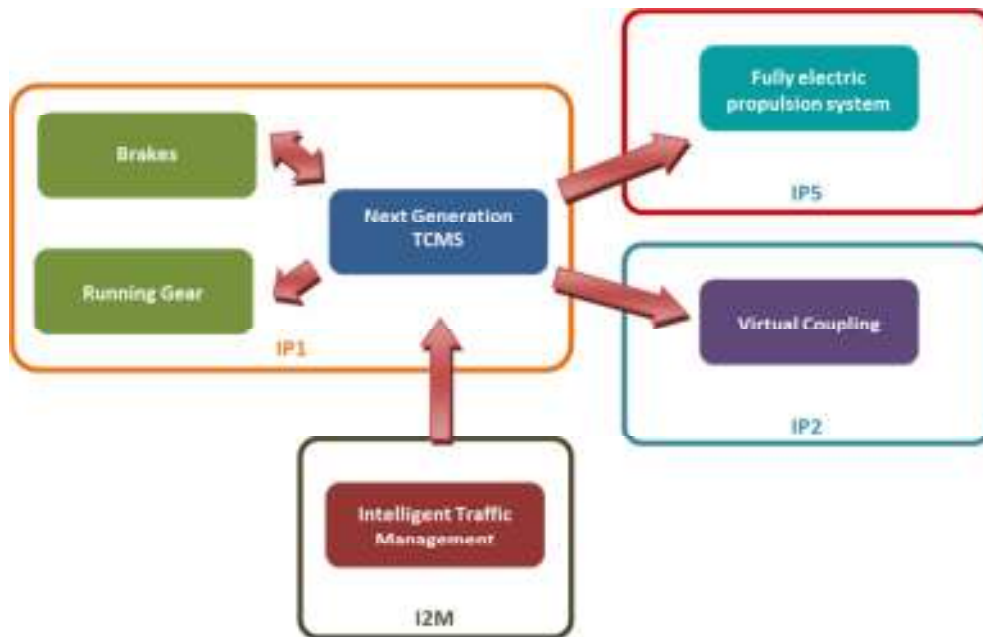 Fully electric
propulsion system
IP5
Brakes
Next Generation
TCMS
Running Gear
IP1
Virtual Coupling
IP2
Intelligent Traffic
Management
I2M